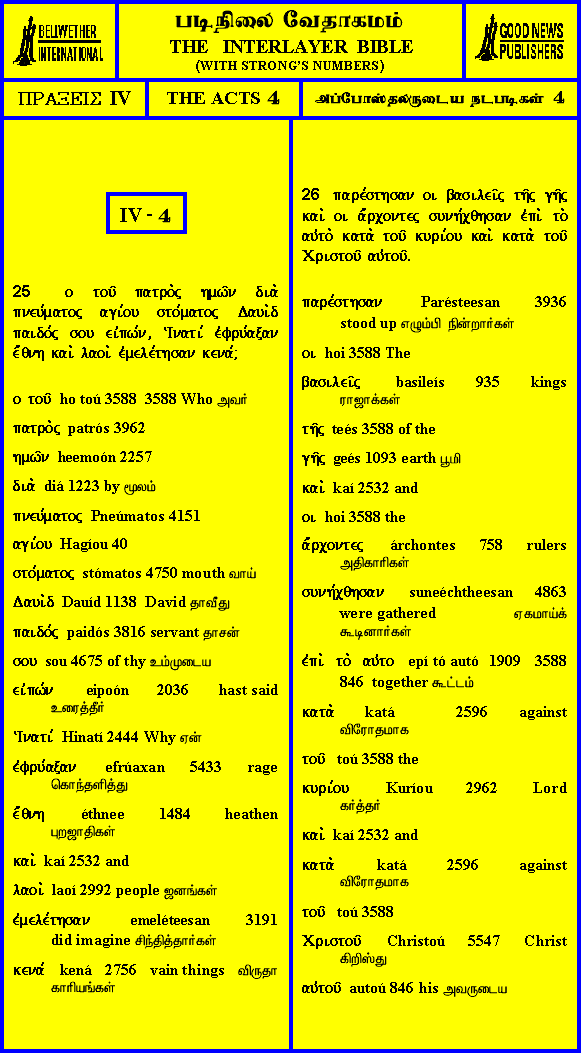 BELLWETHER
INTERNATIONAL
படிநிலை வேதாகமம்
THE INTERLAYER BIBLE
(WITH STRONG'S NUMBERS)
GOOD NEWS
PUBLISHERS
ΠΡΑΞΕΙΣ IV
THE ACTS 4
அப்போஸ்தலருடைய நடபடிகள் 4
IV - 4
25 ο τοῦ πατρὸς ημῶν διὰ
πνεύματος αγίου στόματος Δαυὶδ
παιδός σου εἰπών, Ἱνατί ἐφρύαξαν
ἔθνη καὶ λαοὶ ἐμελέτησαν κενά;
ο τοῦ ho toú 3588 3588 Who அவர்
πατρὸς patrós 3962
ημῶν heemoón 2257
διὰ diá 1223 by மூலம்
πνεύματος Pneúmatos 4151
αγίου Hagíou 40
στόματος stómatos 4750 mouth வாய்
Δαυὶδ Dauíd 1138 David தாவீது
παιδός paidós 3816 servant தாசன்
σου sou 4675 of thy உம்முடைய
εἰπών eipoón 2036 hast said
உரைத்தீர்
Ἱνατί Hinatí 2444 Why ஏன்
ἐφρύαξαν efrúaxan 5433 rage
கொந்தளித்து
ἔθνη éthnee 1484 heathen
புறஜாதிகள்
καὶ kaí 2532 and
λαοὶ laoí 2992 people ஜனங்கள்
ἐμελέτησαν emeléteesan 3191
did imagine சிந்தித்தார்கள்
κενά kená 2756 vain things விருதா
காரியங்கள்
26 παρέστησαν οι βασιλεῖς τῆς γῆς
καὶ οι ἄρχοντες συνήχθησαν ἐπὶ τὸ
αὐτὸ κατὰ τοῦ κυρίου καὶ κατὰ τοῦ
Χριστοῦ αὐτοῦ.
παρέστησαν Parésteesan 3936
stood up எழும்பி நின்றார்கள்
οι hoi 3588 The
βασιλεῖς basileís 935 kings
ராஜாக்கள்
τῆς teés 3588 of the
γῆς geés 1093 earth பூமி
καὶ kaí 2532 and
οι hoi 3588 the
ἄρχοντες árchontes 758 rulers
அதிகாரிகள்
συνήχθησαν suneéchtheesan 4863
were gathered ஏகமாய்க்
கூடினார்கள்
ἐπὶ τὸ αὐτο epí tó autó 1909 3588
846 together கூட்டம்
κατὰ katá 2596 against
விரோதமாக
τοῦ toú 3588 the
κυρίου Kuríou 2962 Lord
கர்த்தர்
καὶ kaí 2532 and
κατὰ katá 2596 against
விரோதமாக
τοῦ toú 3588
Χριστοῦ Christoú 5547 Christ
கிறிஸ்து
αὐτοῦ autoú 846 his அவருடைய